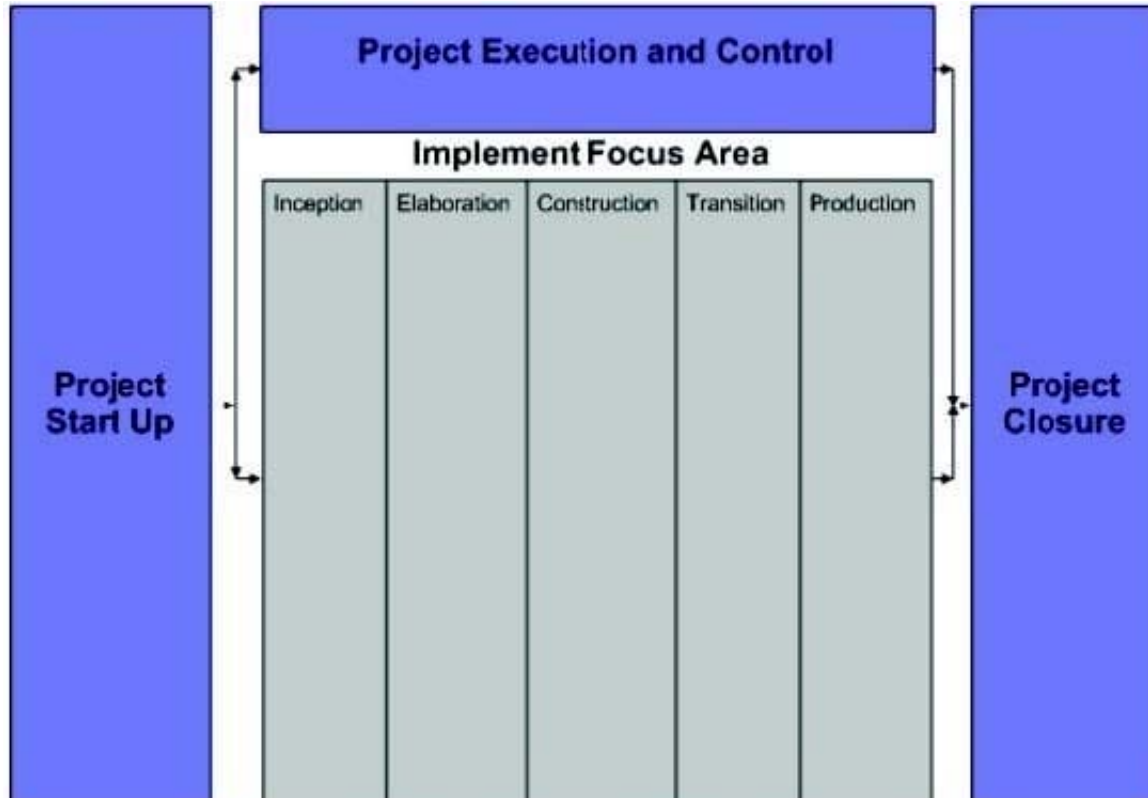 Project Execution and Control
Implement Focus Area
Inception
Elaboration
Construction
Transition
Production
Project
Start Up
Project
Closure